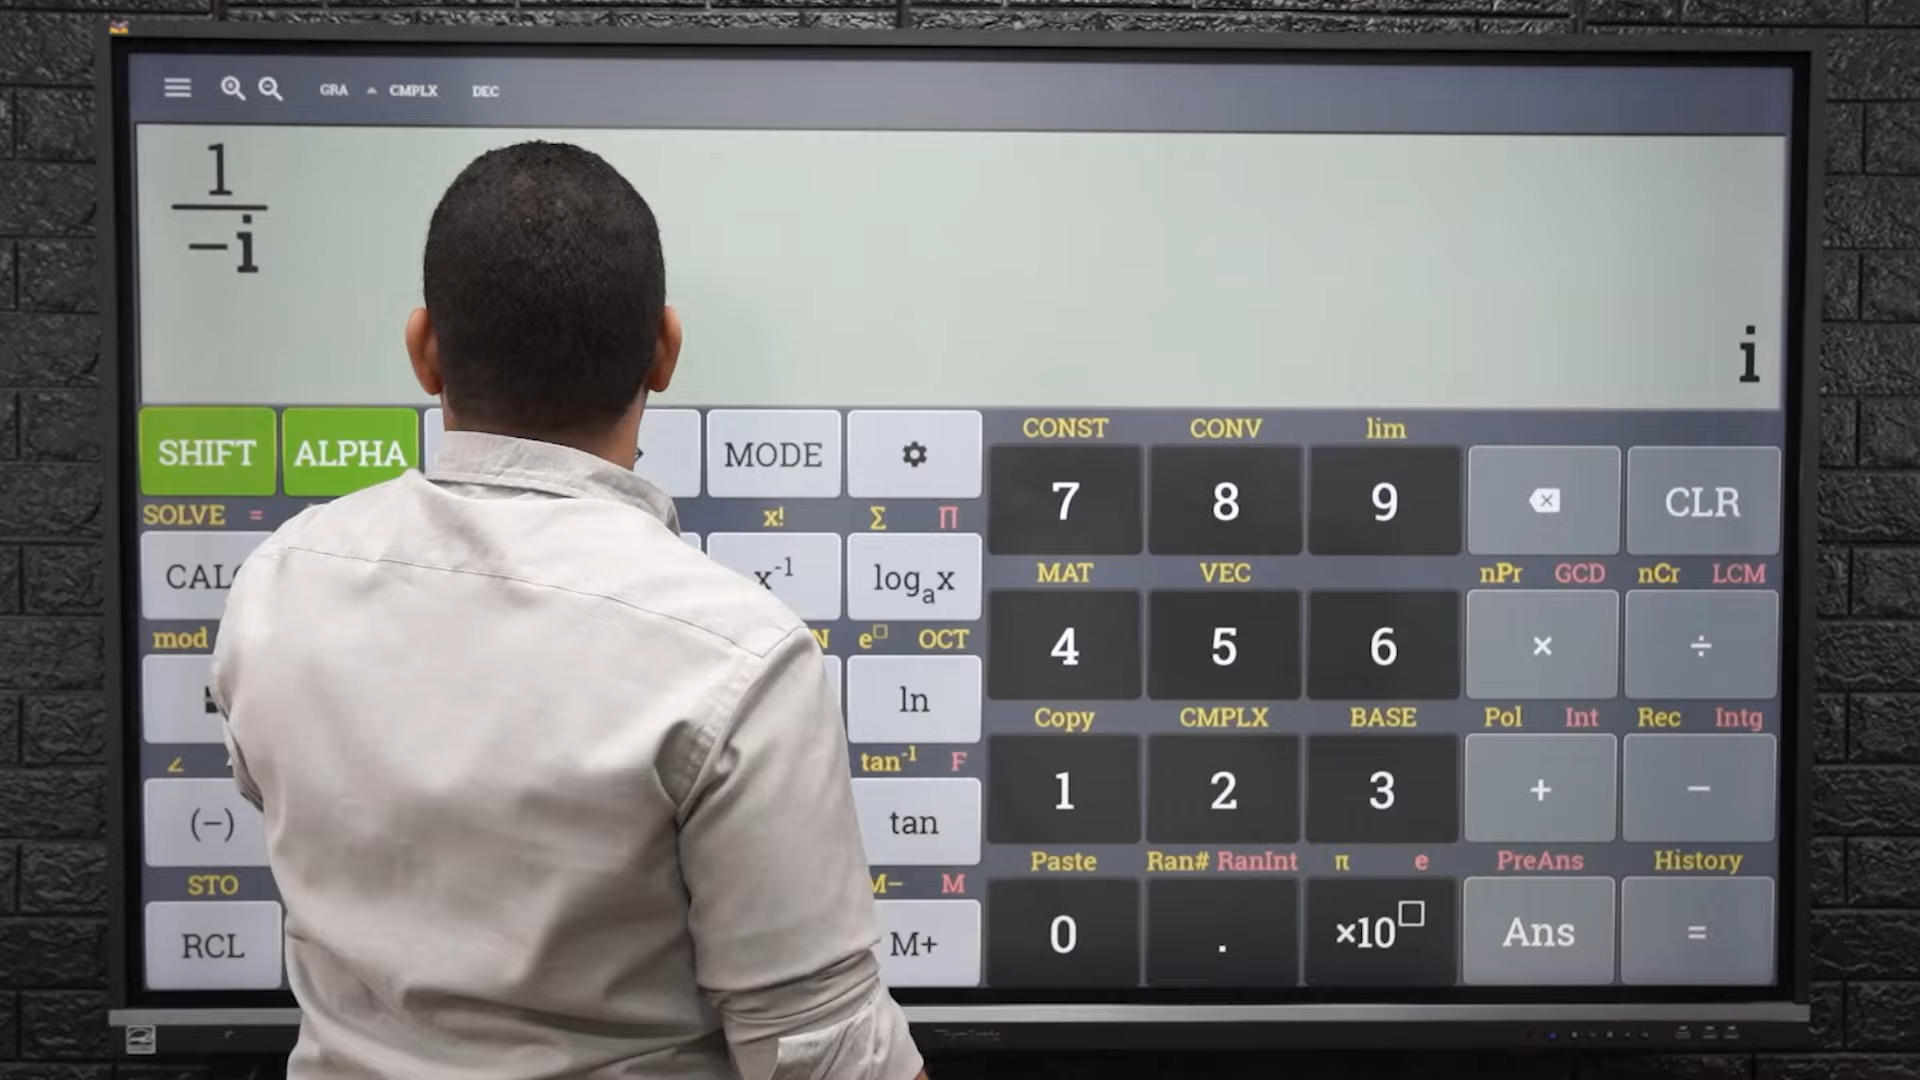 GRA CMPLX DEC
1
−i
i
SHIFT ALPHA MODE
CONST CONV lim
7 8 9 CLR
SOLVE = x! Σ Π
x⁻¹ logₐx
MAT VEC nPr GCD nCr LCM
4 5 6 × ÷
mod e□ OCT
ln
Copy CMPLX BASE Pol Int Rec Intg
1 2 3 + −
∠ tan⁻¹ F
(−) tan
Paste Ran# RanInt π e PreAns History
0 . ×10□ Ans =
STO M− M
RCL M+